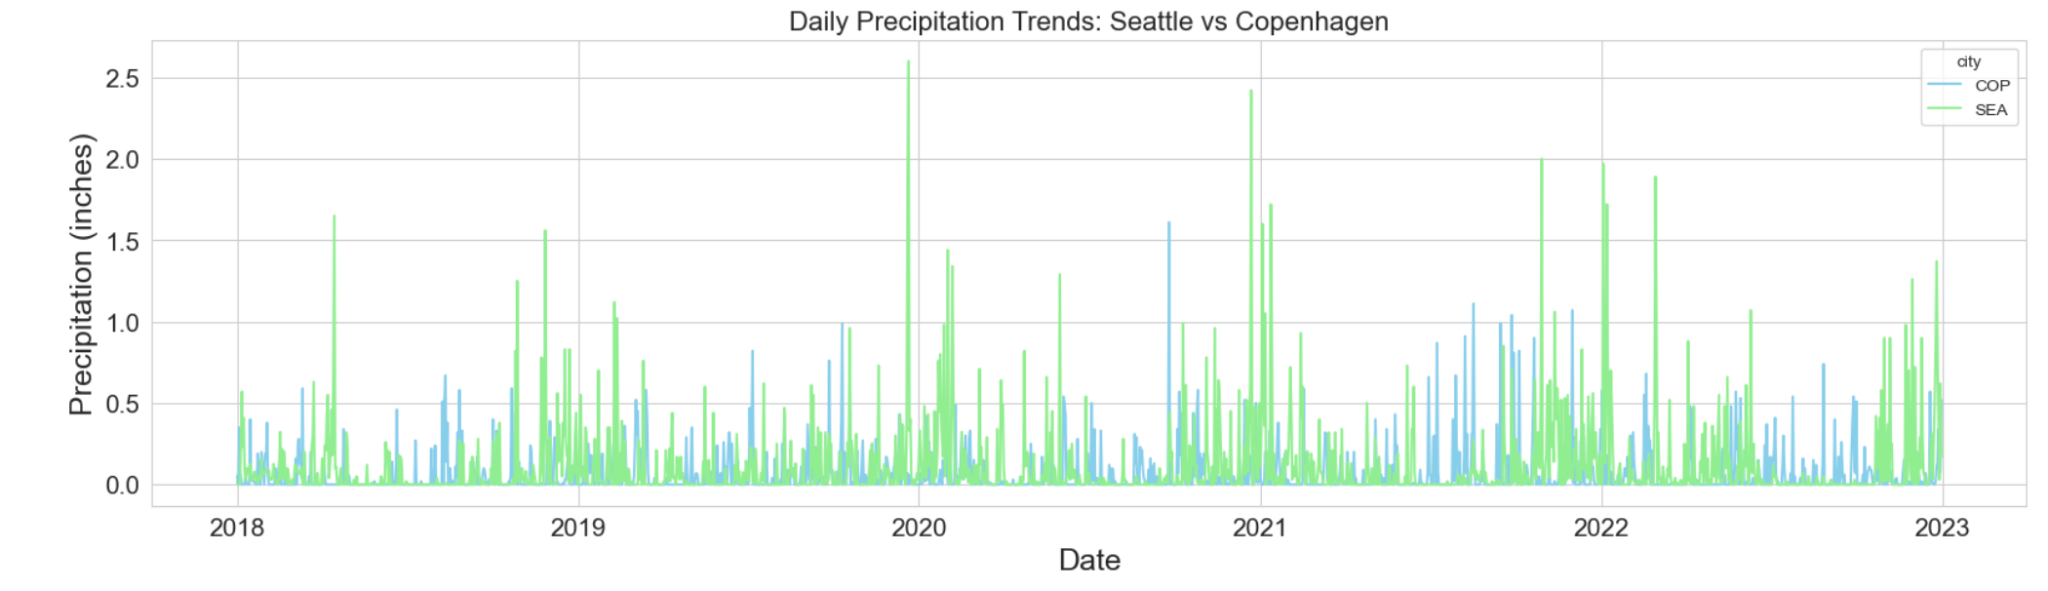 Daily Precipitation Trends: Seattle vs Copenhagen
city
COP
SEA
Precipitation (inches)
2.5
2.0
1.5
1.0
0.5
0.0
2018 2019 2020 2021 2022 2023
Date